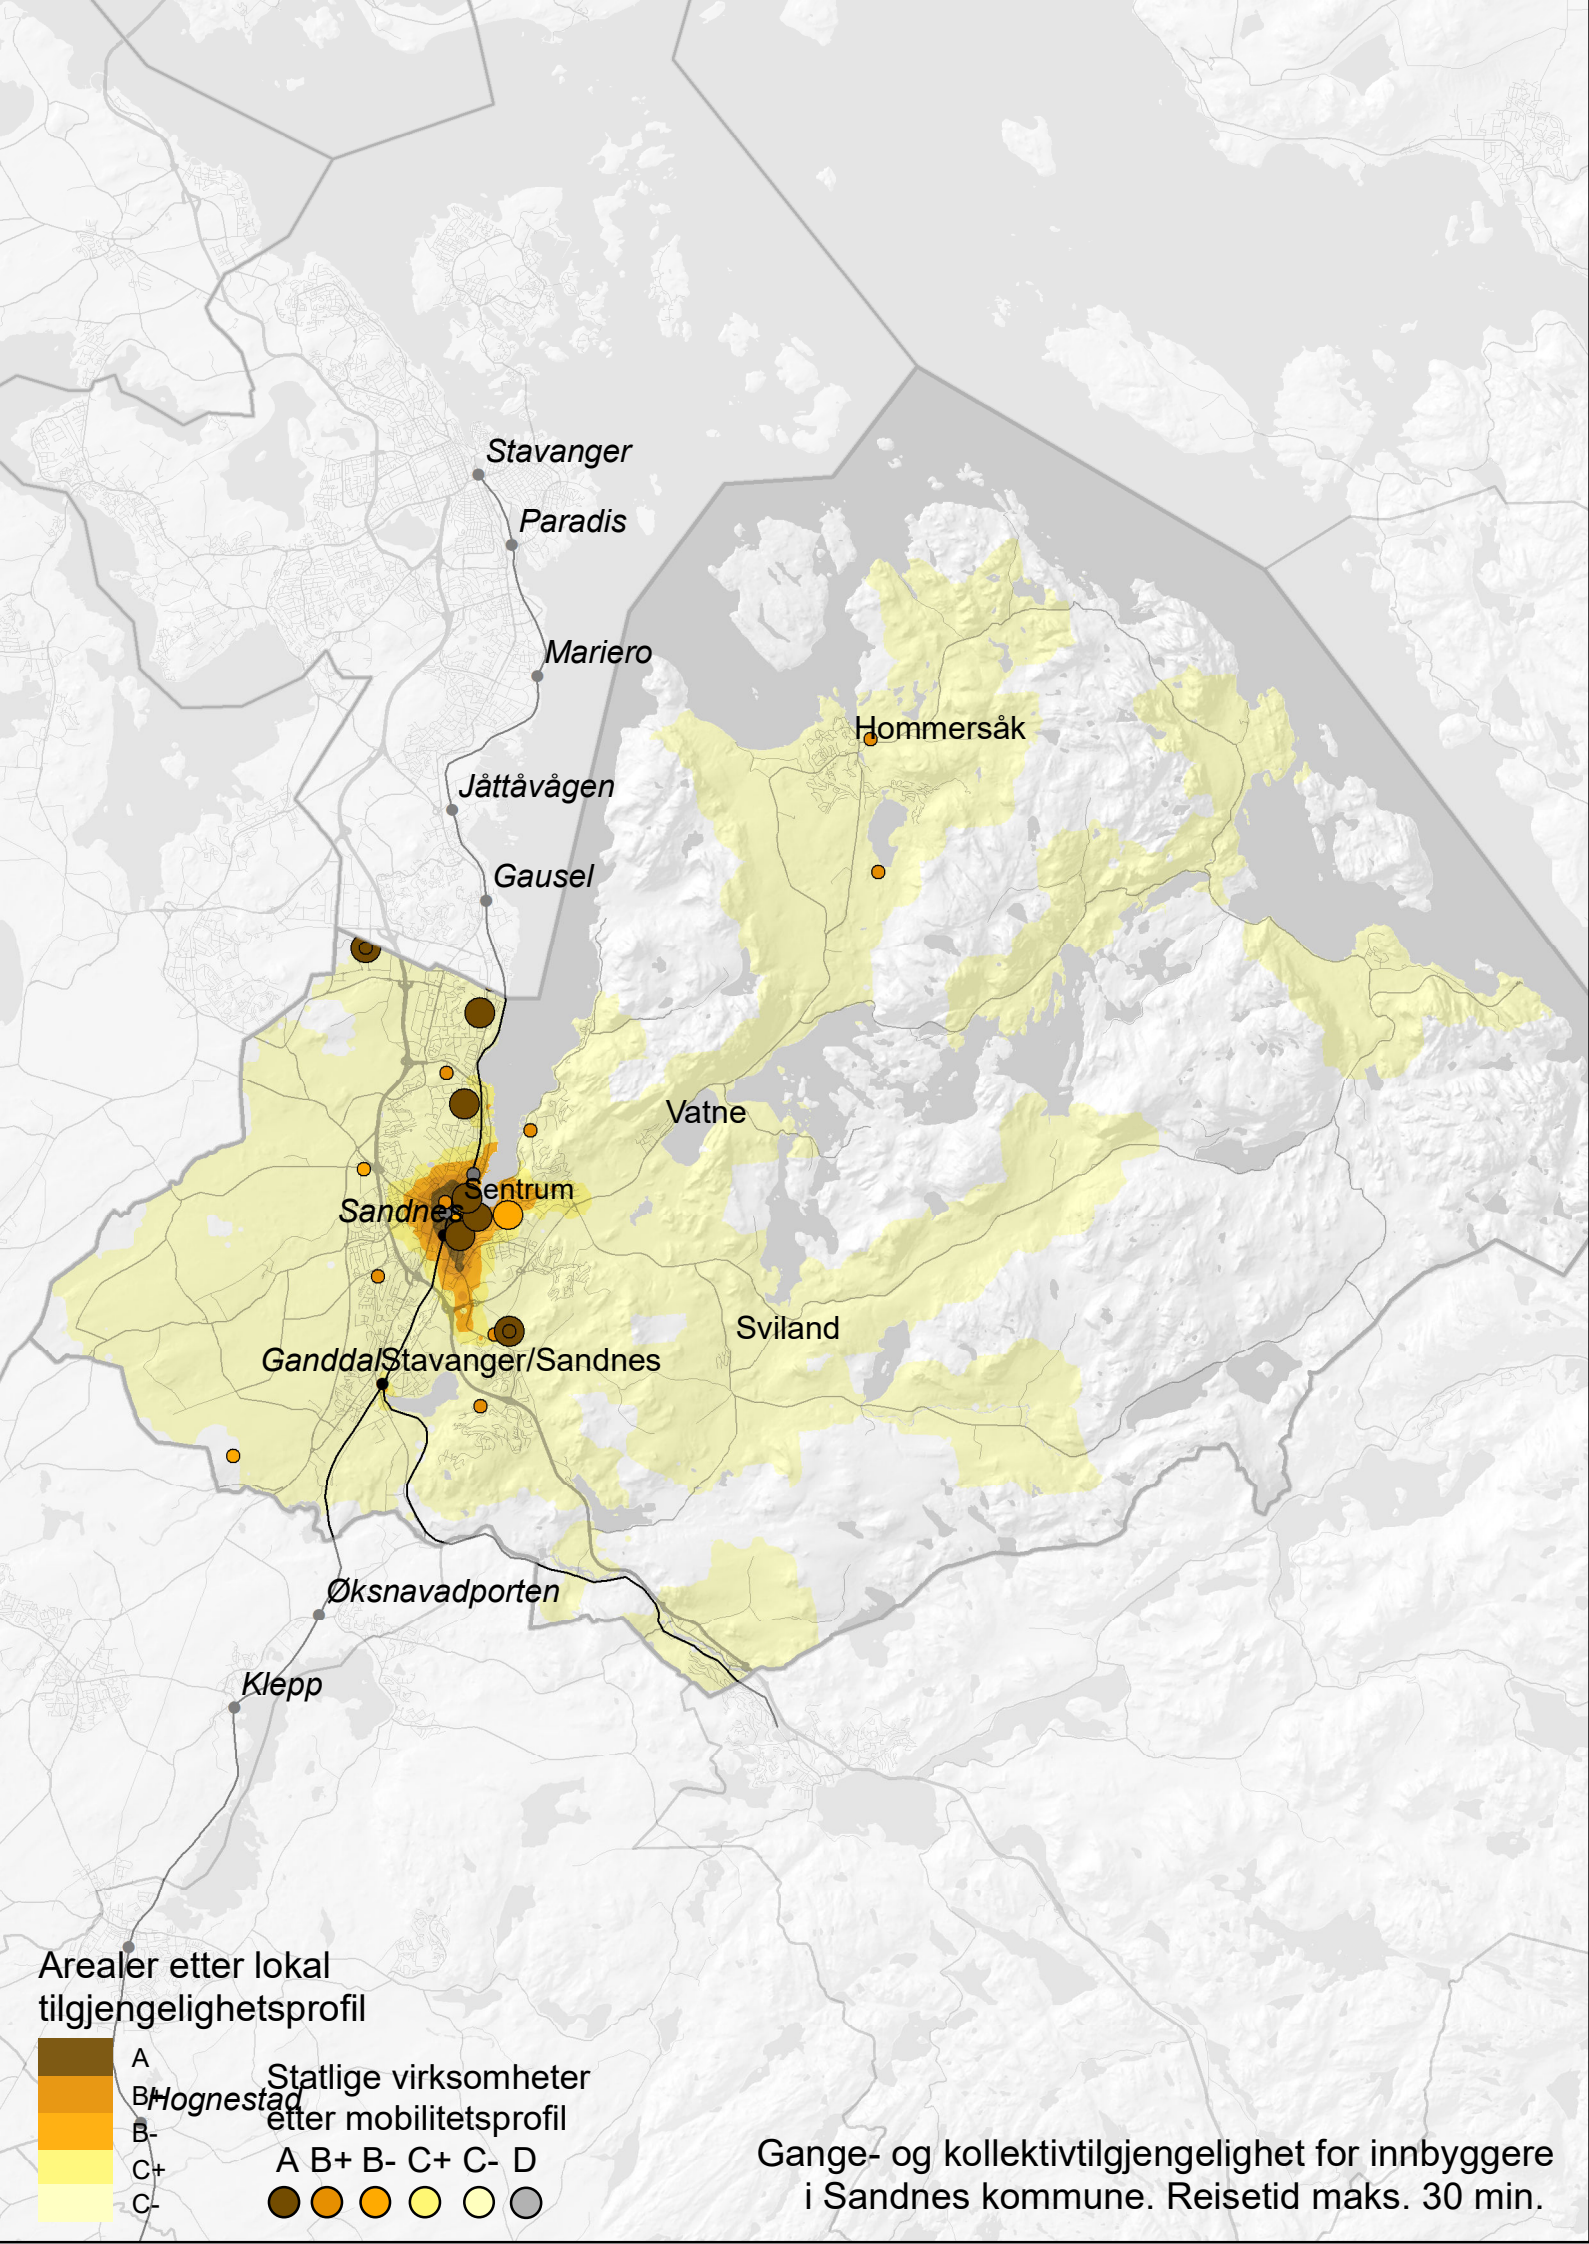 Stavanger
Paradis
Mariero
Hommersåk
Jåttåvågen
Gausel
Vatne
Sentrum
Sandnes
Sviland
Ganddal
Stavanger/Sandnes
Øksnavadporten
Klepp
Arealer etter lokal
tilgjengelighetsprofil
A
B+
B-
C+
C-
Hognestad
Statlige virksomheter
etter mobilitetsprofil
A B+ B- C+ C- D
Gange- og kollektivtilgjengelighet for innbyggere
i Sandnes kommune. Reisetid maks. 30 min.